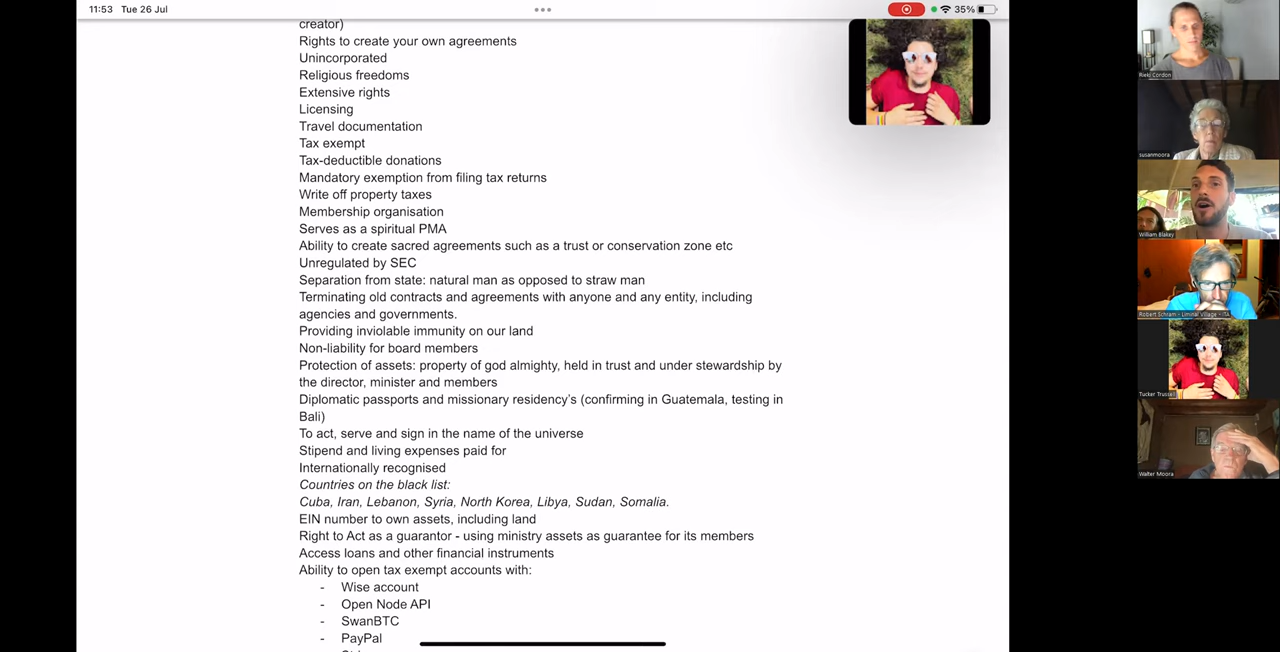 11:53 Tue 26 Jul
35%
creator)
Rights to create your own agreements
Unincorporated
Religious freedoms
Extensive rights
Licensing
Travel documentation
Tax exempt
Tax-deductible donations
Mandatory exemption from filing tax returns
Write off property taxes
Membership organisation
Serves as a spiritual PMA
Ability to create sacred agreements such as a trust or conservation zone etc
Unregulated by SEC
Separation from state: natural man as opposed to straw man
Terminating old contracts and agreements with anyone and any entity, including
agencies and governments.
Providing inviolable immunity on our land
Non-liability for board members
Protection of assets: property of god almighty, held in trust and under stewardship by
the director, minister and members
Diplomatic passports and missionary residency's (confirming in Guatemala, testing in
Bali)
To act, serve and sign in the name of the universe
Stipend and living expenses paid for
Internationally recognised
Countries on the black list:
Cuba, Iran, Lebanon, Syria, North Korea, Libya, Sudan, Somalia.
EIN number to own assets, including land
Right to Act as a guarantor - using ministry assets as guarantee for its members
Access loans and other financial instruments
Ability to open tax exempt accounts with:
- Wise account
- Open Node API
- SwanBTC
- PayPal
Rieki Cordon
susanmoora
William Blakey
Robert Schram - Liminal Village - ITA
Tucker Trussell
Walter Moora